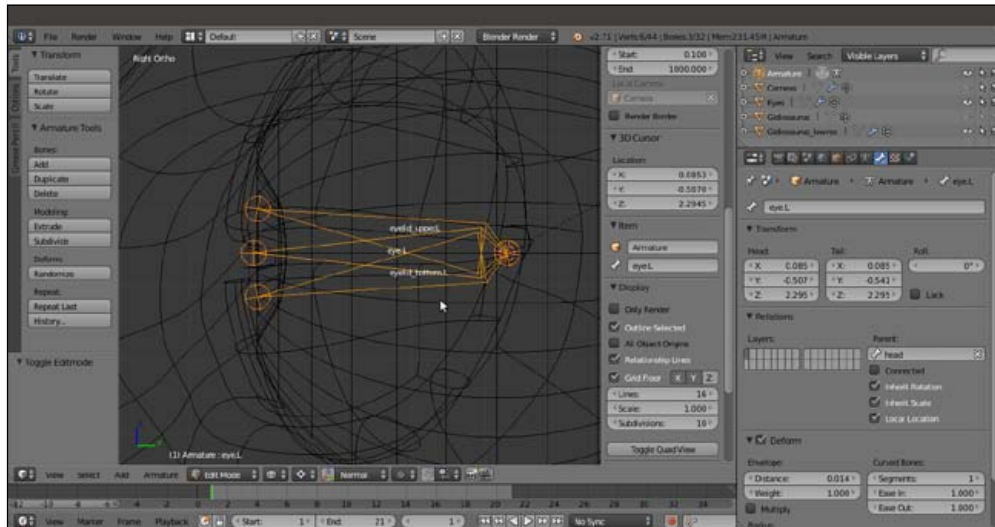 File Render Window Help Default Scene Blender Render v2.71 | Verts:6/44 | Bones:3/32 | Mem:231.45M | Armature
Tools
Options
Grease Pencil
Transform
Translate
Rotate
Scale
Armature Tools
Bones:
Add
Duplicate
Delete
Modeling:
Extrude
Subdivide
Deform:
Randomize
Repeat:
Repeat Last
History...
Toggle Editmode
Right Ortho
eyelid_upper.L
eye.L
eyelid_bottom.L
(1) Armature : eye.L
Start: 0.100
End: 1000.000
Local Camera:
Camera
Render Border
3D Cursor
Location:
X: 0.0853
Y: -0.5070
Z: 2.2945
Item
Armature
eye.L
Display
Only Render
Outline Selected
All Object Origins
Relationship Lines
Grid Floor X Y Z
Lines: 16
Scale: 1.000
Subdivisions: 10
Toggle Quad View
View Search Visible Layers
Armature
Corneas
Eyes
Gidiosaurus
Gidiosaurus_lowres
Armature Armature eye.L
eye.L
Transform
Head: Tail: Roll:
X: 0.085 X: 0.085 0°
Y: -0.507 Y: -0.541
Z: 2.295 Z: 2.295 Lock
Relations
Layers: Parent:
head
Connected
Inherit Rotation
Inherit Scale
Local Location
Deform
Envelope: Curved Bones:
Distance: 0.014 Segments: 1
Weight: 1.000 Ease In: 1.000
Multiply Ease Out: 1.000
Radius:
View Select Add Armature Edit Mode Normal
View Marker Frame Playback Start: 1 End: 21 1 No Sync